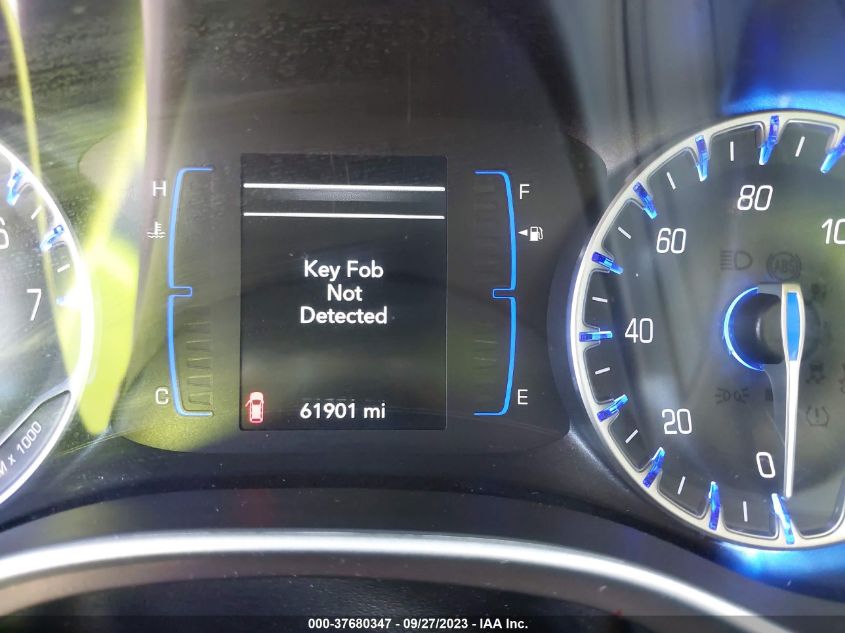 H
F
C
E
Key Fob
Not
Detected
61901 mi
7
x 1000
0
20
40
60
80
ABS
000-37680347 - 09/27/2023 - IAA Inc.